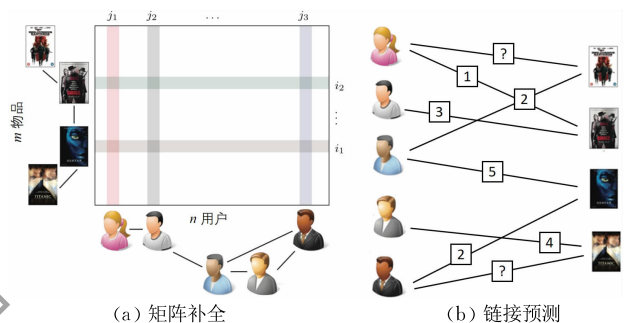 j₁ j₂ ... j₃
m 物品
i₂
⋮
i₁
n 用户
? 1 2 3 5 2 4 ?
(a) 矩阵补全
(b) 链接预测